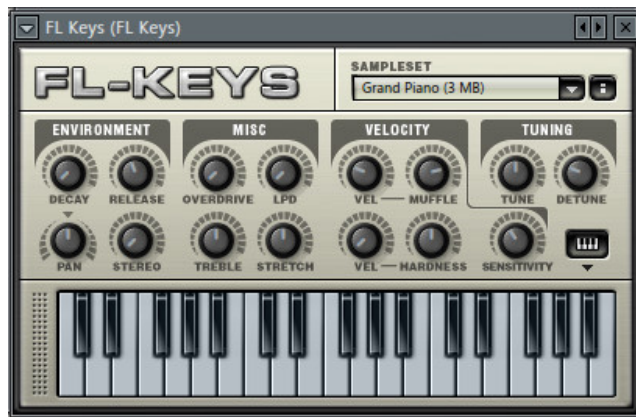 FL Keys (FL Keys)
FL-KEYS
SAMPLESET
Grand Piano (3 MB)
ENVIRONMENT MISC VELOCITY TUNING
DECAY RELEASE OVERDRIVE LPD VEL MUFFLE TUNE DETUNE
PAN STEREO TREBLE STRETCH VEL HARDNESS SENSITIVITY